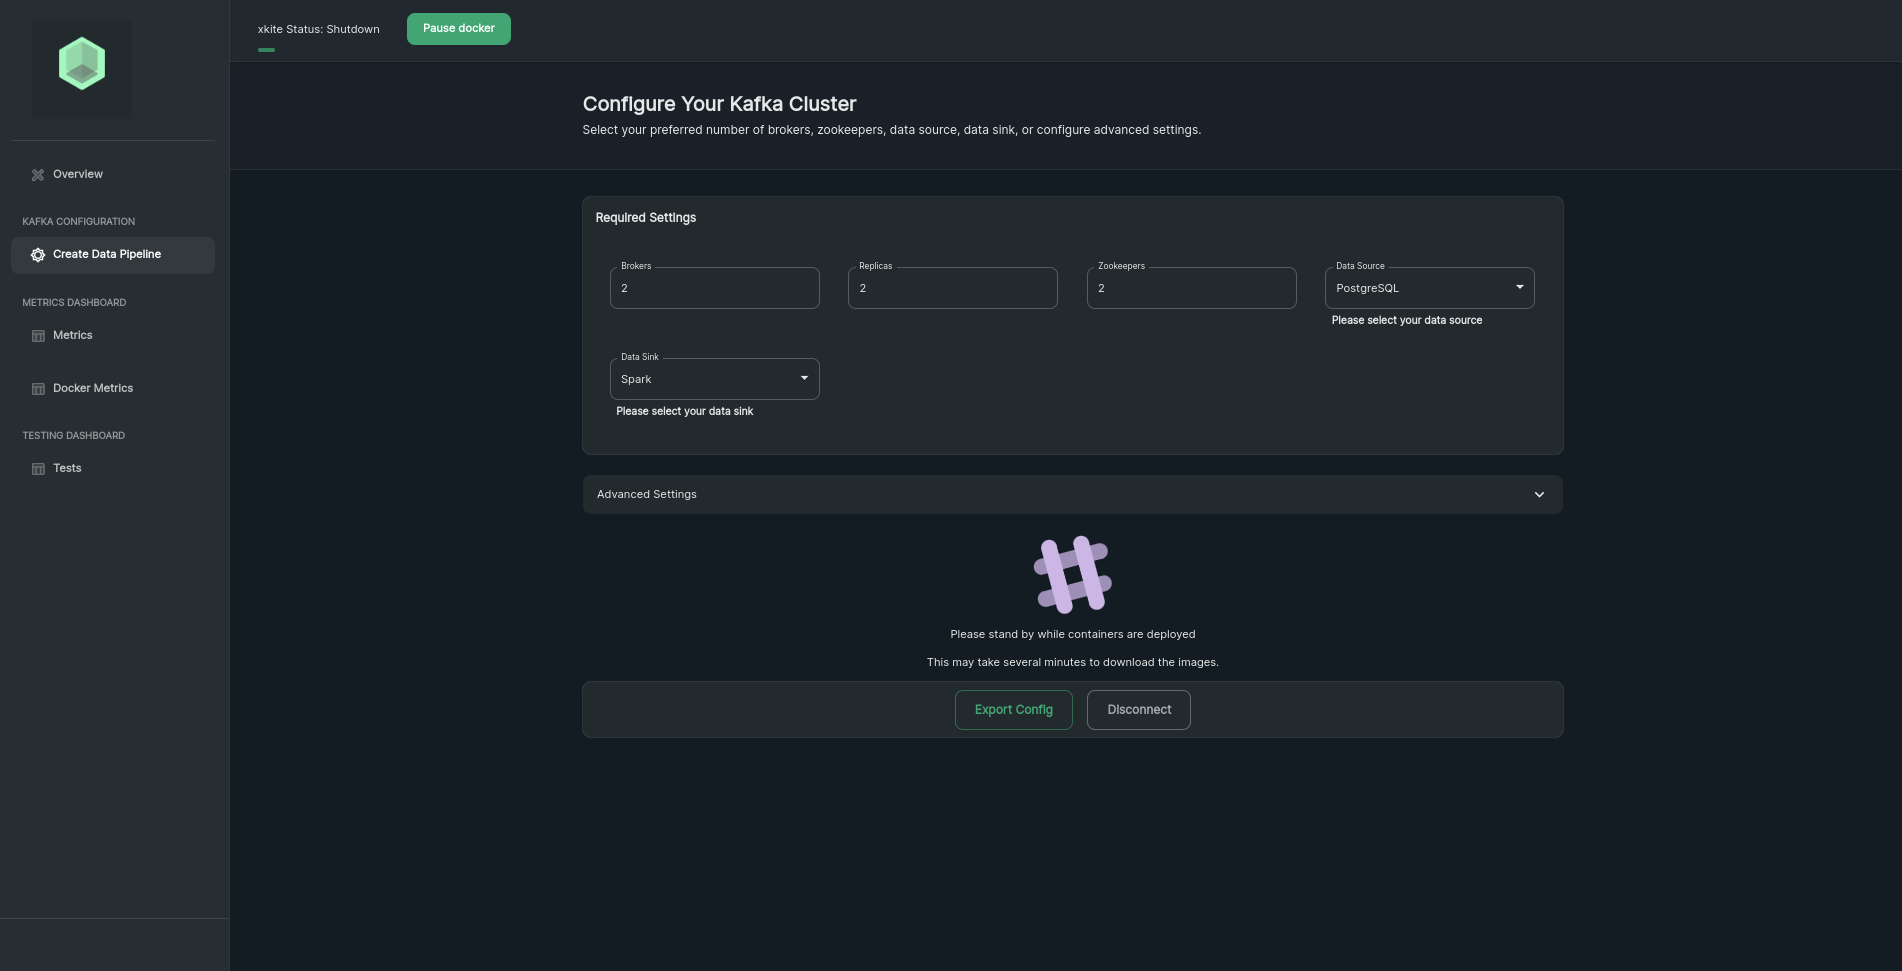 xkite Status: Shutdown
Pause docker
Overview
KAFKA CONFIGURATION
Create Data Pipeline
METRICS DASHBOARD
Metrics
Docker Metrics
TESTING DASHBOARD
Tests
Configure Your Kafka Cluster
Select your preferred number of brokers, zookeepers, data source, data sink, or configure advanced settings.
Required Settings
Brokers
2
Replicas
2
Zookeepers
2
Data Source
PostgreSQL
Please select your data source
Data Sink
Spark
Please select your data sink
Advanced Settings
Please stand by while containers are deployed
This may take several minutes to download the images.
Export Config
Disconnect